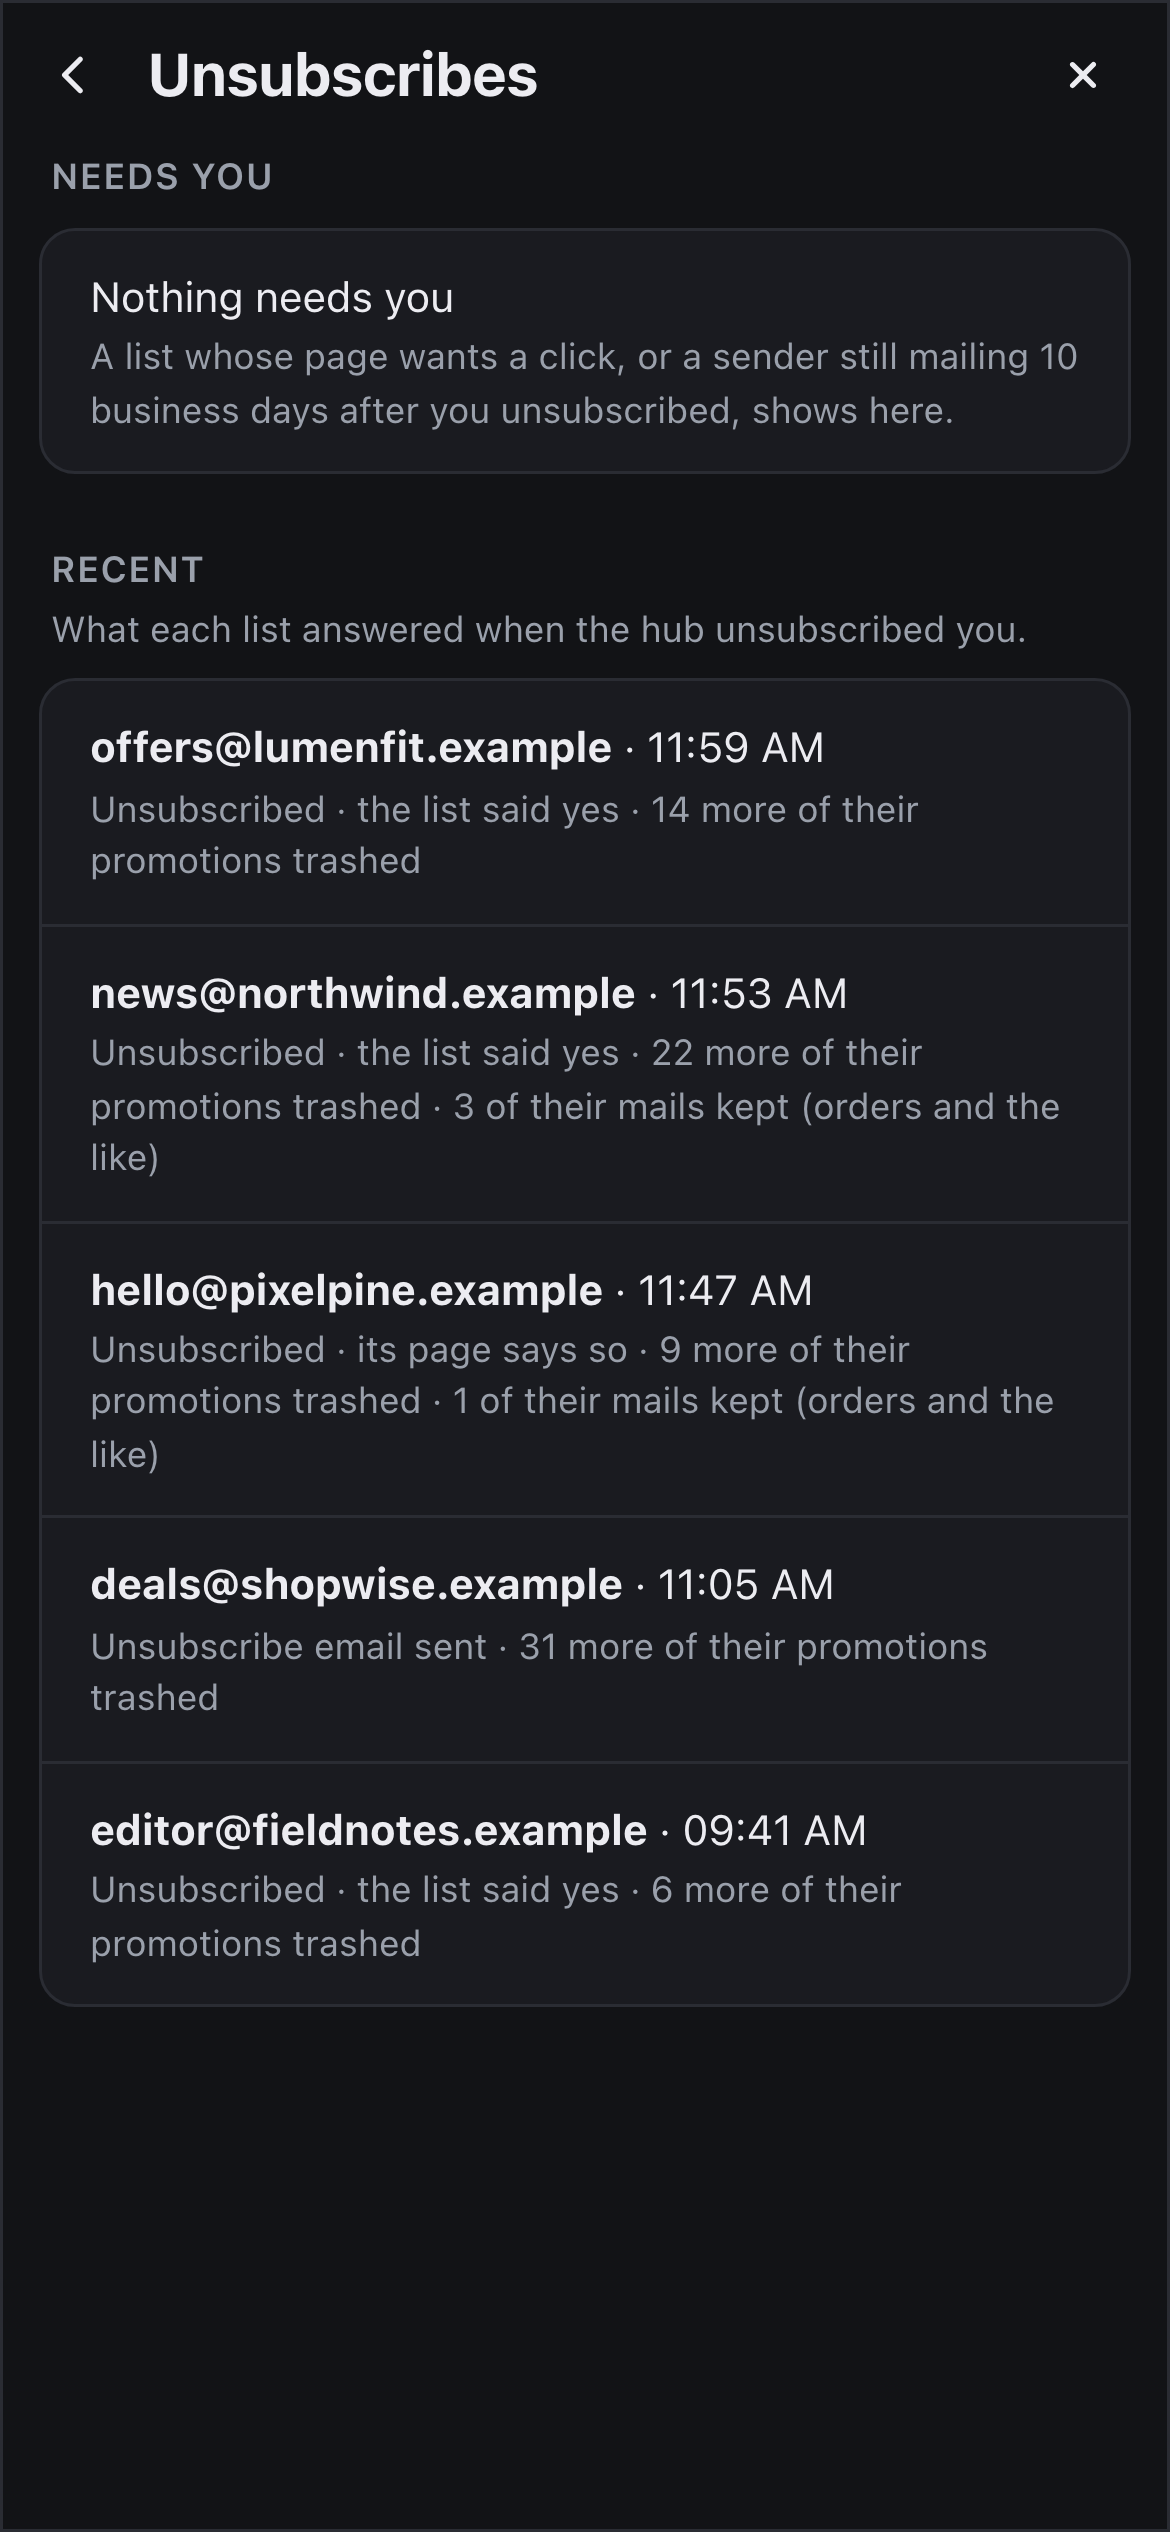 Unsubscribes
NEEDS YOU
Nothing needs you
A list whose page wants a click, or a sender still mailing 10
business days after you unsubscribed, shows here.
RECENT
What each list answered when the hub unsubscribed you.
offers@lumenfit.example · 11:59 AM
Unsubscribed · the list said yes · 14 more of their
promotions trashed
news@northwind.example · 11:53 AM
Unsubscribed · the list said yes · 22 more of their
promotions trashed · 3 of their mails kept (orders and the
like)
hello@pixelpine.example · 11:47 AM
Unsubscribed · its page says so · 9 more of their
promotions trashed · 1 of their mails kept (orders and the
like)
deals@shopwise.example · 11:05 AM
Unsubscribe email sent · 31 more of their promotions
trashed
editor@fieldnotes.example · 09:41 AM
Unsubscribed · the list said yes · 6 more of their
promotions trashed